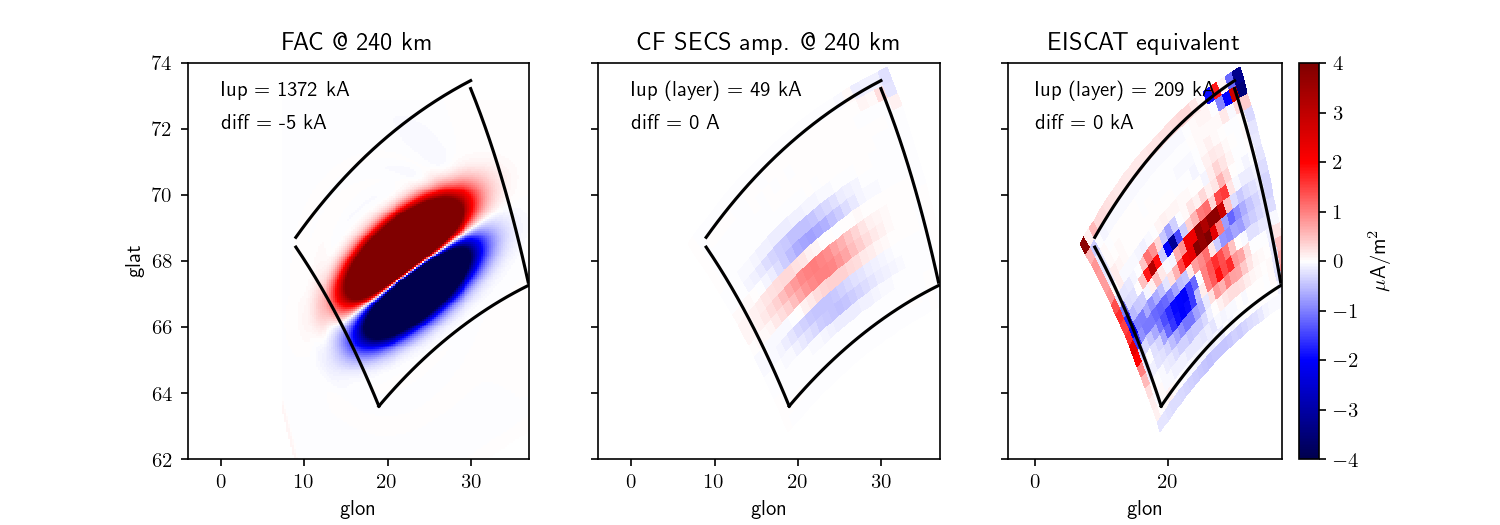 FAC @ 240 km
CF SECS amp. @ 240 km
EISCAT equivalent
Iup = 1372 kA
diff = -5 kA
Iup (layer) = 49 kA
diff = 0 A
Iup (layer) = 209 kA
diff = 0 kA
74
72
70
68
66
64
62
glat
0
10
20
30
glon
0
10
20
30
glon
0
20
glon
4
3
2
1
0
−1
−2
−3
−4
μA/m²